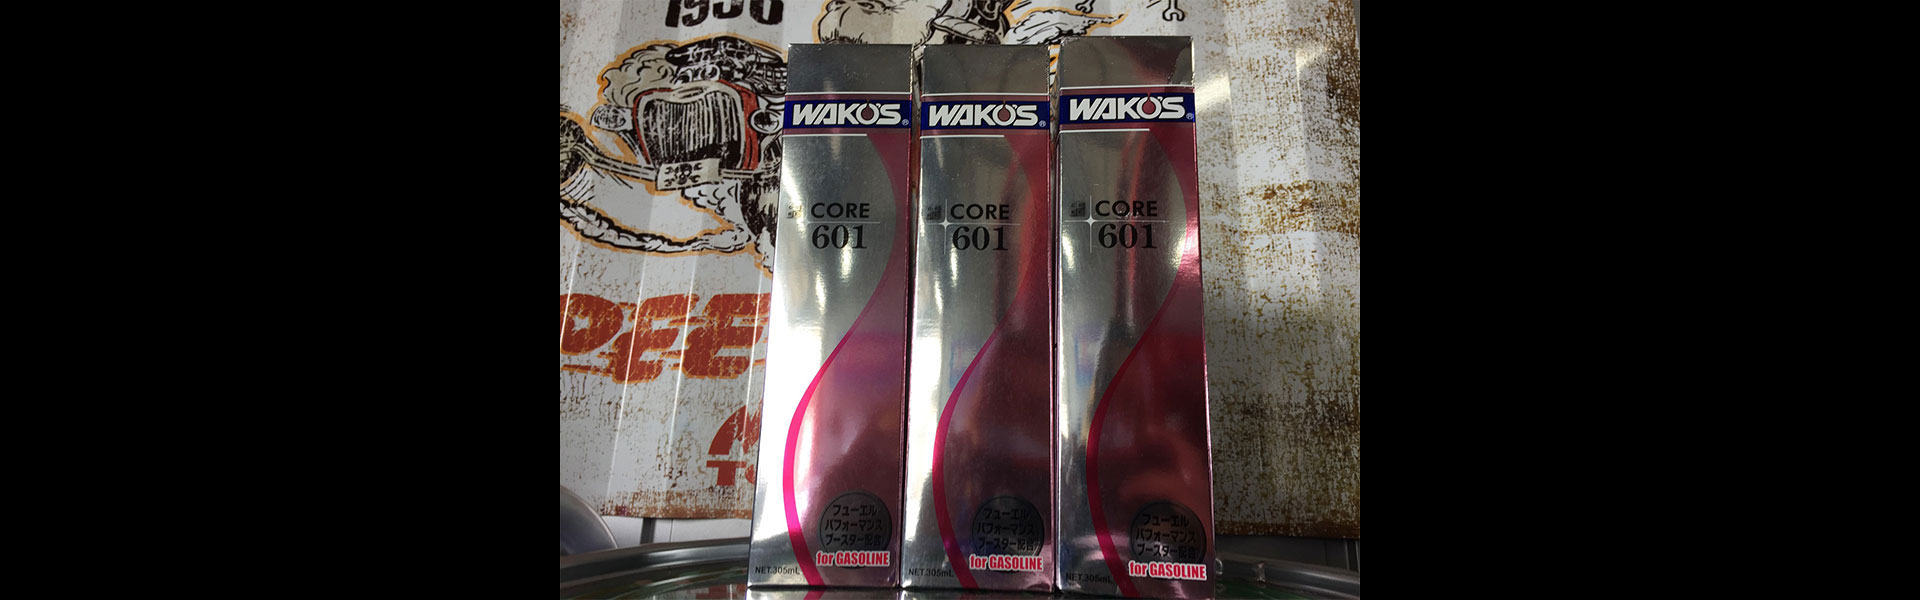 1936
WAKO'S®
CORE
601
フューエル
パフォーマンス
ブースター配合
for GASOLINE
NET.305mL
WAKO'S®
CORE
601
フューエル
パフォーマンス
ブースター配合
for GASOLINE
NET.305mL
WAKO'S®
CORE
601
フューエル
パフォーマンス
ブースター配合
for GASOLINE
NET.305mL